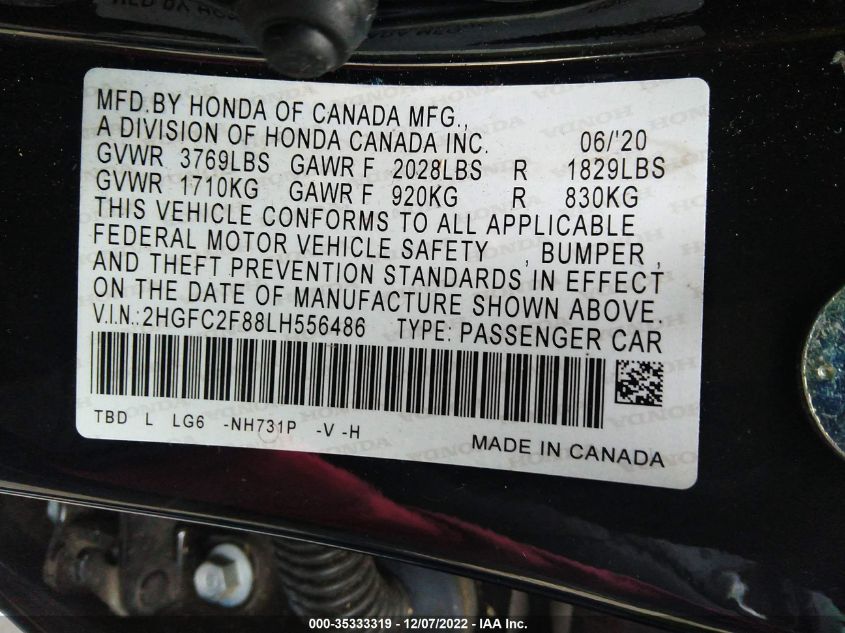 MFD.BY HONDA OF CANADA MFG.,
A DIVISION OF HONDA CANADA INC. 06/'20
GVWR 3769LBS GAWR F 2028LBS R 1829LBS
GVWR 1710KG GAWR F 920KG R 830KG
THIS VEHICLE CONFORMS TO ALL APPLICABLE
FEDERAL MOTOR VEHICLE SAFETY , BUMPER ,
AND THEFT PREVENTION STANDARDS IN EFFECT
ON THE DATE OF MANUFACTURE SHOWN ABOVE.
V.I.N.:2HGFC2F88LH556486 TYPE: PASSENGER CAR
TBD L LG6 -NH731P -V -H
MADE IN CANADA
000-35333319 - 12/07/2022 - IAA Inc.